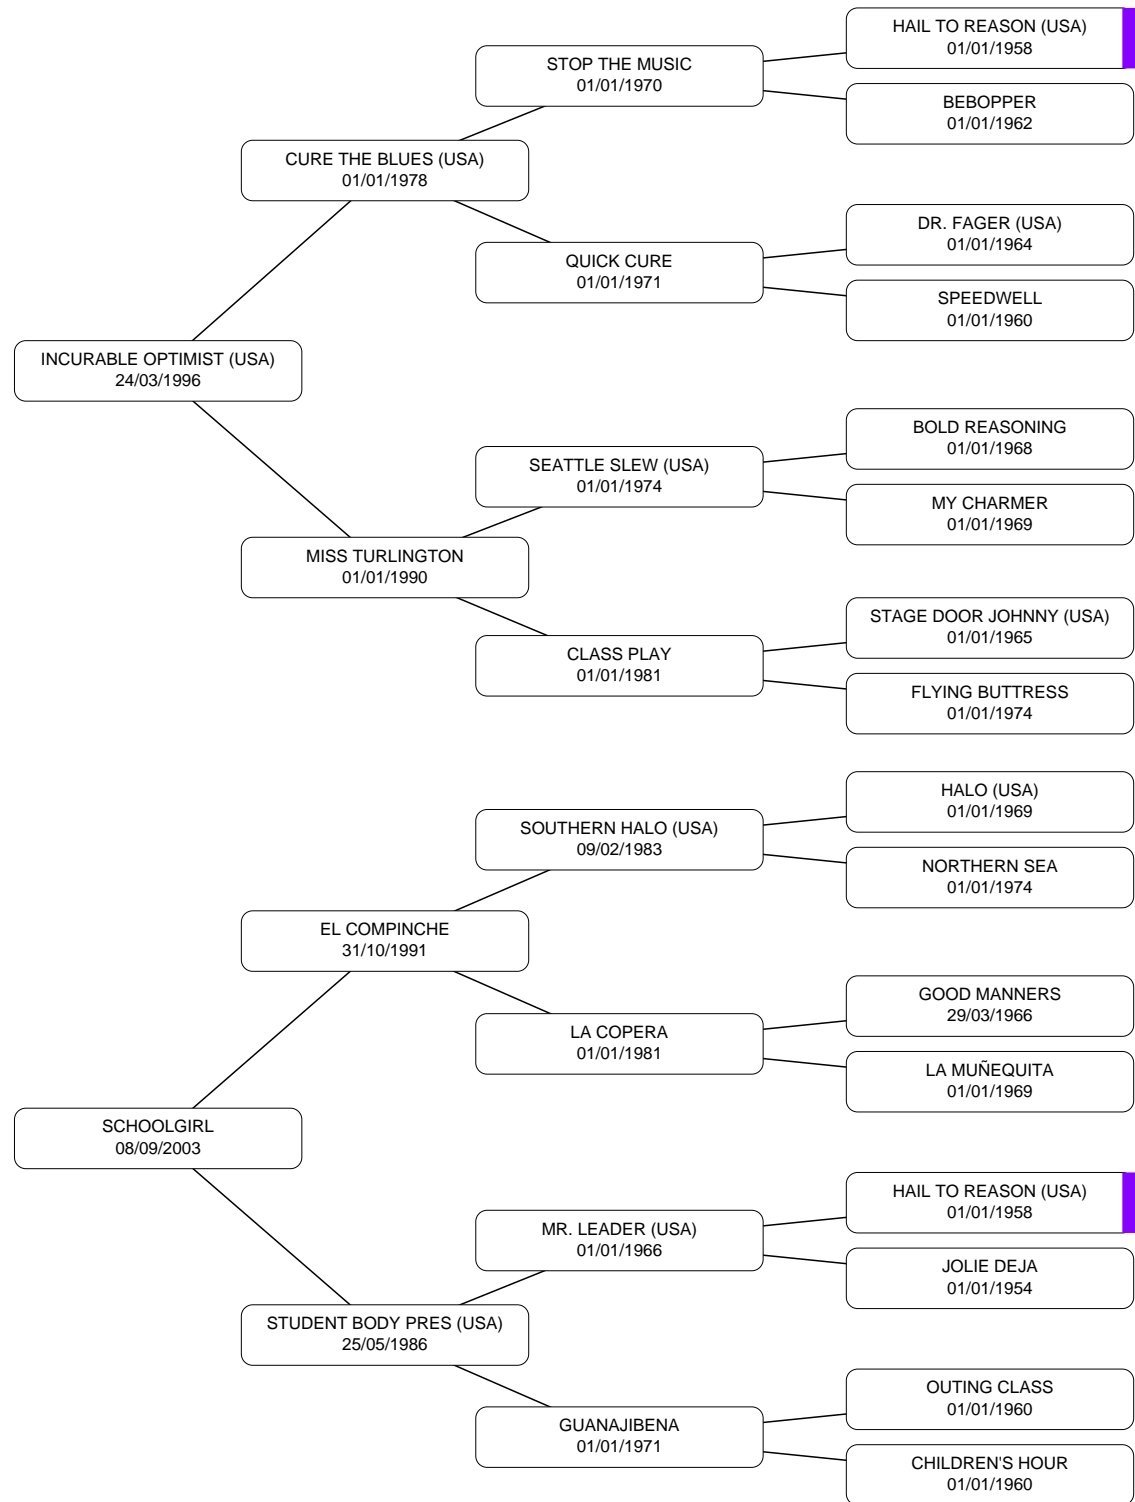 HAIL TO REASON (USA)
01/01/1958
STOP THE MUSIC
01/01/1970
BEBOPPER
01/01/1962
CURE THE BLUES (USA)
01/01/1978
DR. FAGER (USA)
01/01/1964
QUICK CURE
01/01/1971
SPEEDWELL
01/01/1960
INCURABLE OPTIMIST (USA)
24/03/1996
BOLD REASONING
01/01/1968
SEATTLE SLEW (USA)
01/01/1974
MY CHARMER
01/01/1969
MISS TURLINGTON
01/01/1990
STAGE DOOR JOHNNY (USA)
01/01/1965
CLASS PLAY
01/01/1981
FLYING BUTTRESS
01/01/1974
HALO (USA)
01/01/1969
SOUTHERN HALO (USA)
09/02/1983
NORTHERN SEA
01/01/1974
EL COMPINCHE
31/10/1991
GOOD MANNERS
29/03/1966
LA COPERA
01/01/1981
LA MUÑEQUITA
01/01/1969
SCHOOLGIRL
08/09/2003
HAIL TO REASON (USA)
01/01/1958
MR. LEADER (USA)
01/01/1966
JOLIE DEJA
01/01/1954
STUDENT BODY PRES (USA)
25/05/1986
OUTING CLASS
01/01/1960
GUANAJIBENA
01/01/1971
CHILDREN'S HOUR
01/01/1960